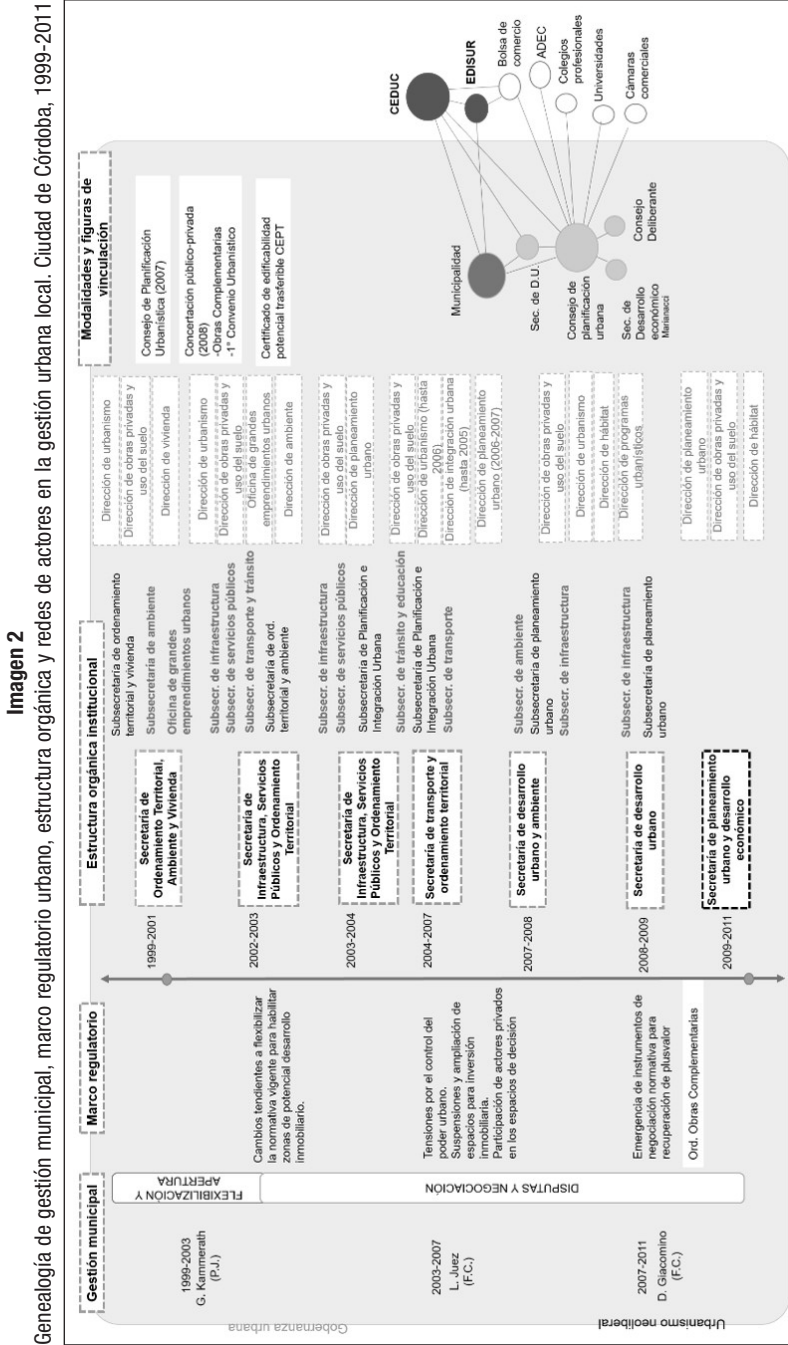 Imagen 2
Genealogía de gestión municipal, marco regulatorio urbano, estructura orgánica y redes de actores en la gestión urbana local. Ciudad de Córdoba, 1999-2011
Gestión municipal
1999-2003
G. Kammerath
(P.J.)
2003-2007
L. Juez
(F.C.)
2007-2011
D. Giacomino
(F.C.)
Gobernanza urbana
Urbanismo neoliberal
FLEXIBILIZACIÓN Y
APERTURA
DISPUTAS Y NEGOCIACIÓN
Marco regulatorio
Cambios tendientes a flexibilizar
la normativa vigente para habilitar
zonas de potencial desarrollo
inmobiliario.
Tensiones por el control del
poder urbano.
Suspensiones y ampliación de
espacios para inversión
inmobiliaria.
Participación de actores privados
en los espacios de decisión
Emergencia de instrumentos de
negociación normativa para
recuperación de plusvalor
Ord. Obras Complementarias
1999-2001
2002-2003
2003-2004
2004-2007
2007-2008
2008-2009
2009-2011
Estructura orgánica institucional
Secretaría de
Ordenamiento Territorial,
Ambiente y Vivienda
Secretaría de
Infraestructura, Servicios
Públicos y Ordenamiento
Territorial
Secretaría de
Infraestructura, Servicios
Públicos y Ordenamiento
Territorial
Secretaría de transporte y
ordenamiento territorial
Secretaría de desarrollo
urbano y ambiente
Secretaría de desarrollo
urbano
Secretaría de planeamiento
urbano y desarrollo
económico
Subsecretaría de ordenamiento
territorial y vivienda
Subsecretaría de ambiente
Oficina de grandes
emprendimientos urbanos
Subsecr. de infraestructura
Subsecr. de servicios públicos
Subsecr. de transporte y tránsito
Subsecretaría de ord.
territorial y ambiente
Subsecr. de infraestructura
Subsecr. de servicios públicos
Subsecretaría de Planificación e
Integración Urbana
Subsecr. de tránsito y educación
Subsecretaría de Planificación e
Integración Urbana
Subsecr. de transporte
Subsecr. de ambiente
Subsecretaría de planeamiento
urbano
Subsecr. de infraestructura
Subsecr. de infraestructura
Subsecretaría de planeamiento
urbano
Dirección de urbanismo
Dirección de obras privadas y
uso del suelo
Dirección de vivienda
Dirección de urbanismo
Dirección de obras privadas y
uso del suelo
Oficina de grandes
emprendimientos urbanos
Dirección de ambiente
Dirección de obras privadas y
uso del suelo
Dirección de planeamiento
urbano
Dirección de obras privadas y
uso del suelo
Dirección de urbanismo (hasta
2006)
Dirección de integración urbana
(hasta 2005)
Dirección de planeamiento
urbano (2006-2007)
Dirección de obras privadas y
uso del suelo
Dirección de urbanismo
Dirección de hábitat
Dirección de programas
urbanísticos
Dirección de planeamiento
urbano
Dirección de obras privadas y
uso del suelo
Dirección de hábitat
Modalidades y figuras de
vinculación
Consejo de Planificación
Urbanística (2007)
Concertación público-privada
(2008)
-Obras Complementarias
-1° Convenio Urbanístico
Certificado de edificabilidad
potencial trasferible CEPT
Municipalidad
Sec. de D.U.
Consejo de
planificación
urbana
Sec. de
Desarrollo
económico
Marianacci
Consejo
Deliberante
CEDUC
EDISUR
Bolsa de
comercio
ADEC
Colegios
profesionales
Universidades
Cámaras
comerciales